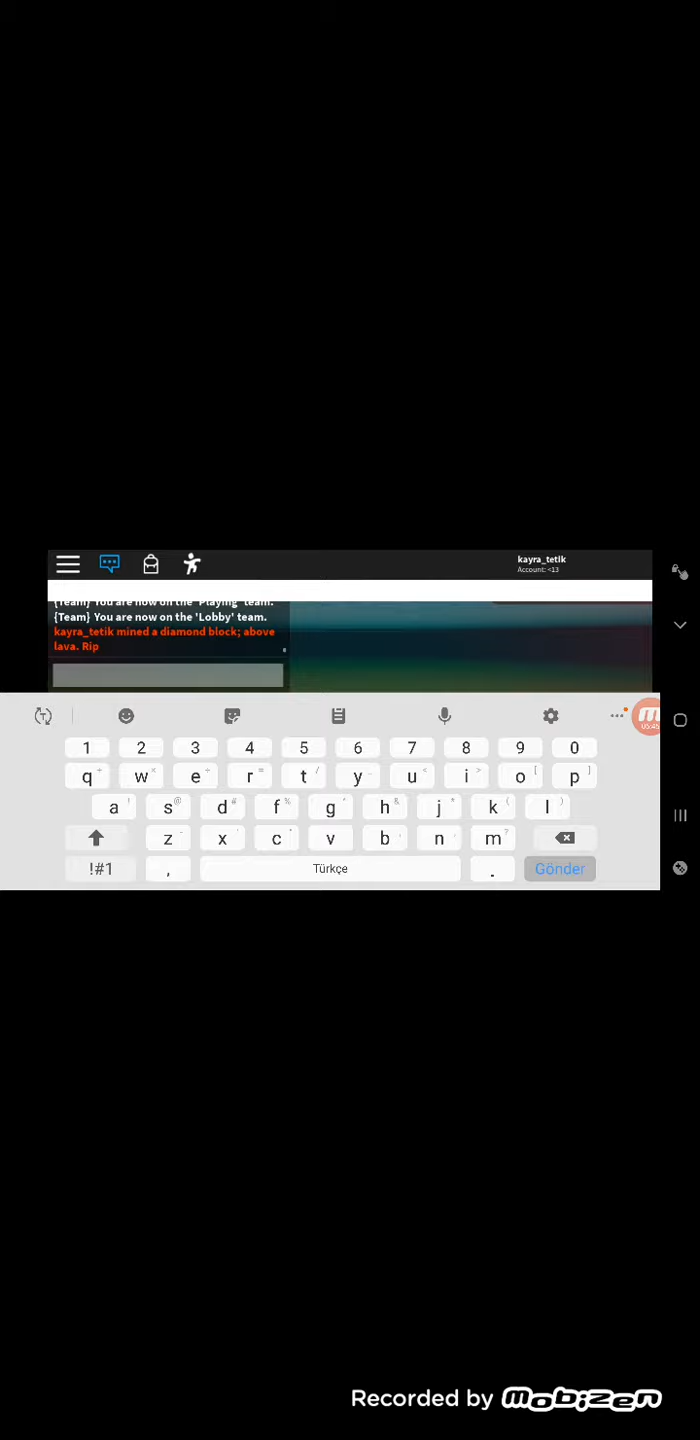 kayra_tetik
Account: <13
{Team} You are now on the 'Playing' team.
{Team} You are now on the 'Lobby' team.
kayra_tetik mined a diamond block; above
lava. Rip
05:45
1 2 3 4 5 6 7 8 9 0
q w e r t y u i o p
a s d f g h j k l
z x c v b n m
!#1 , Türkçe . Gönder
Recorded by mobizen